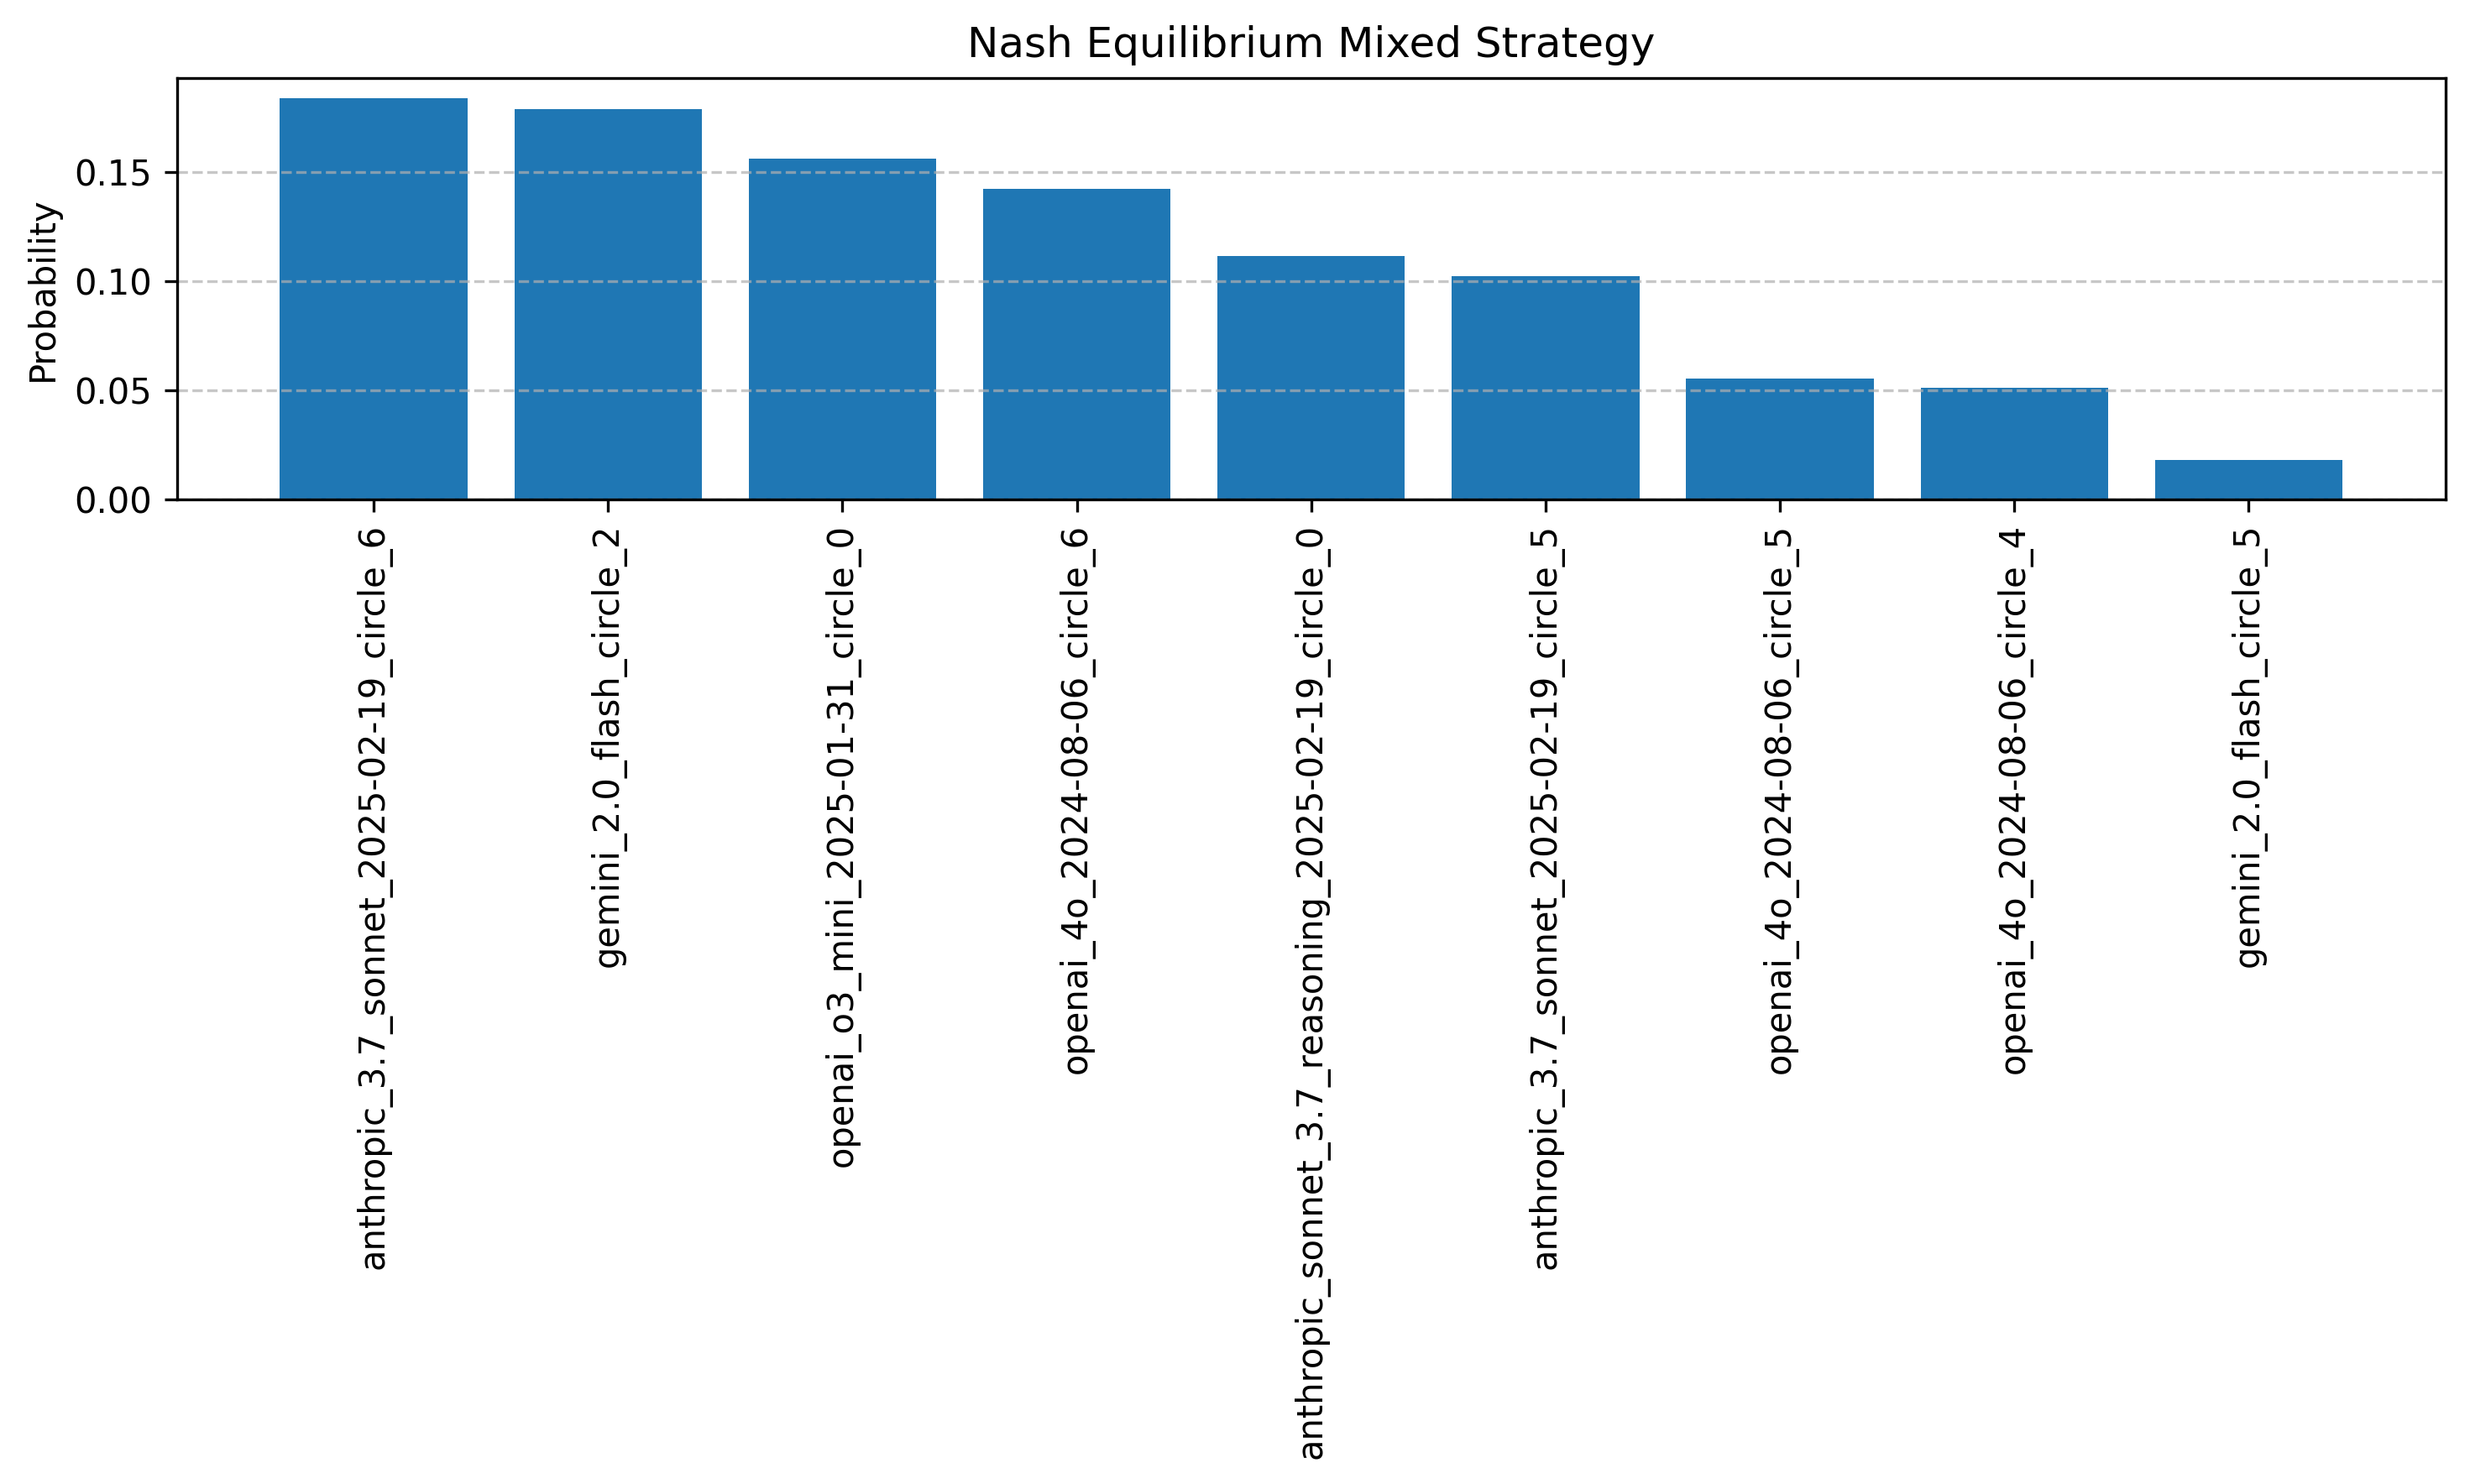 Nash Equilibrium Mixed Strategy
Probability
0.15
0.10
0.05
0.00
anthropic_3.7_sonnet_2025-02-19_circle_6
gemini_2.0_flash_circle_2
openai_o3_mini_2025-01-31_circle_0
openai_4o_2024-08-06_circle_6
anthropic_sonnet_3.7_reasoning_2025-02-19_circle_0
anthropic_3.7_sonnet_2025-02-19_circle_5
openai_4o_2024-08-06_circle_5
openai_4o_2024-08-06_circle_4
gemini_2.0_flash_circle_5